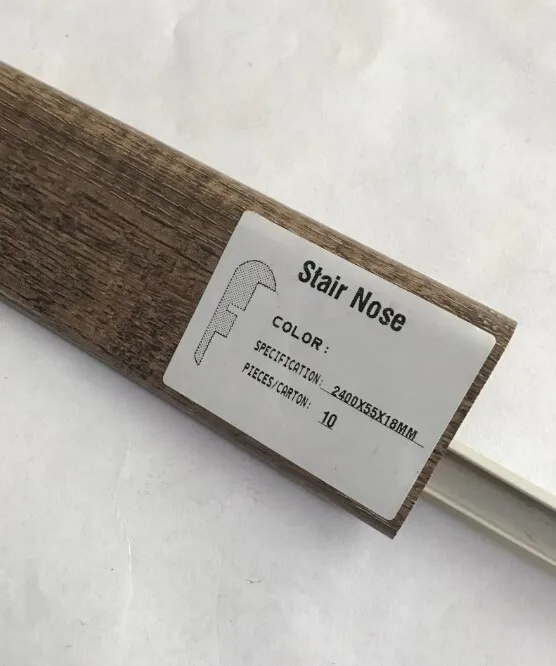 Stair Nose
COLOR:
SPECIFICATION: 2400X55X18MM
PIECES/CARTON: 10